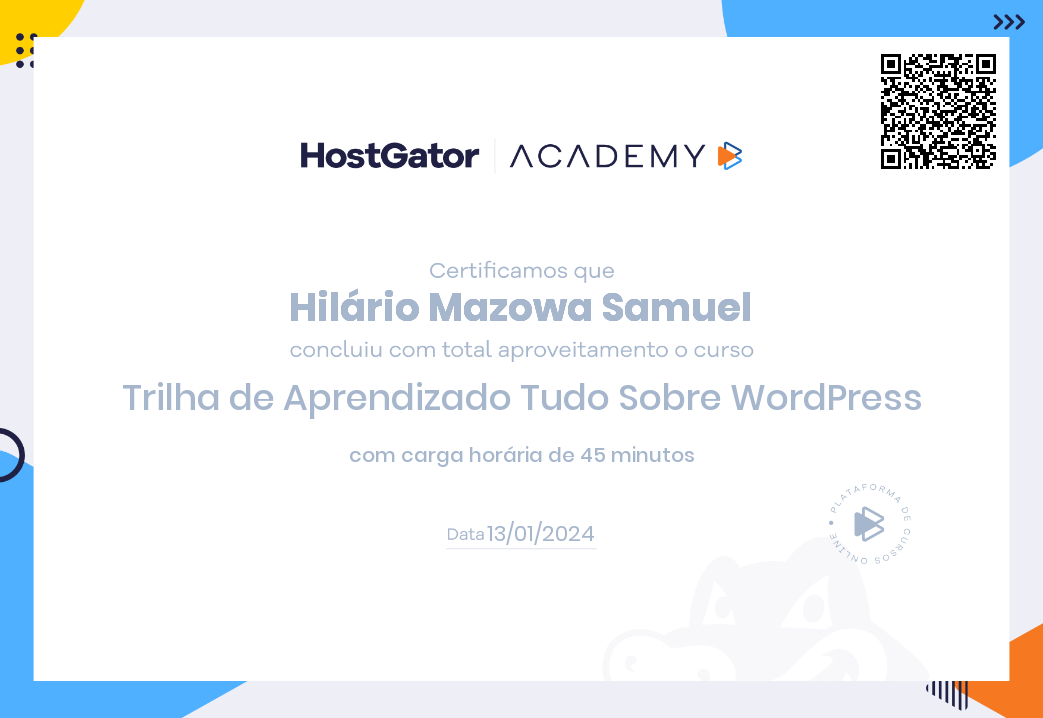 HostGator ACADEMY
Certificamos que
Hilário Mazowa Samuel
concluiu com total aproveitamento o curso
Trilha de Aprendizado Tudo Sobre WordPress
com carga horária de 45 minutos
Data 13/01/2024
• PLATAFORMA DE CURSOS ONLINE